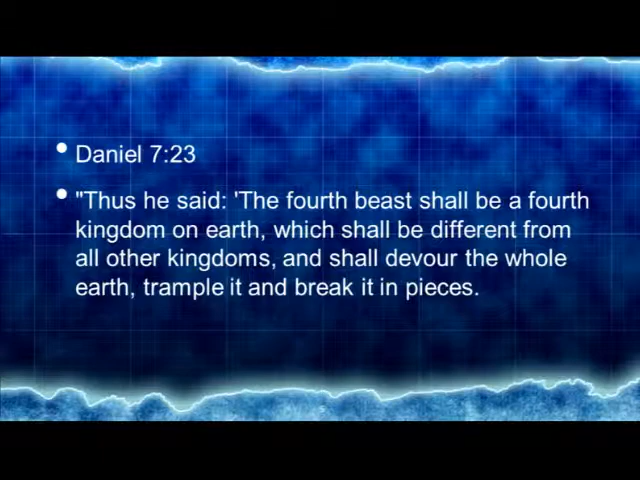 • Daniel 7:23
• "Thus he said: 'The fourth beast shall be a fourth
kingdom on earth, which shall be different from
all other kingdoms, and shall devour the whole
earth, trample it and break it in pieces.